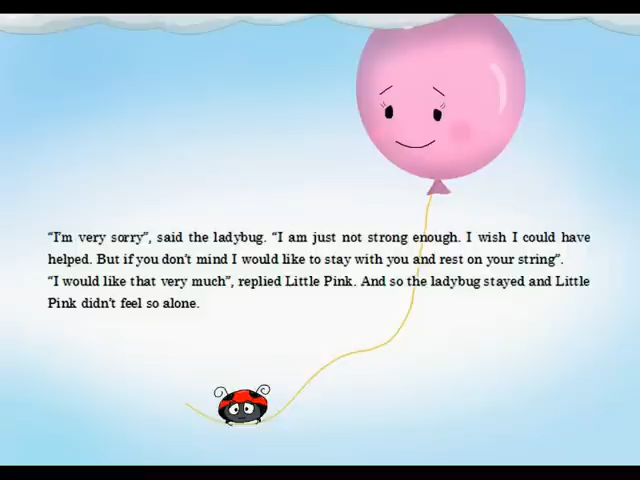 “I'm very sorry”, said the ladybug. “I am just not strong enough. I wish I could have
helped. But if you don't mind I would like to stay with you and rest on your string”.
“I would like that very much”, replied Little Pink. And so the ladybug stayed and Little
Pink didn't feel so alone.